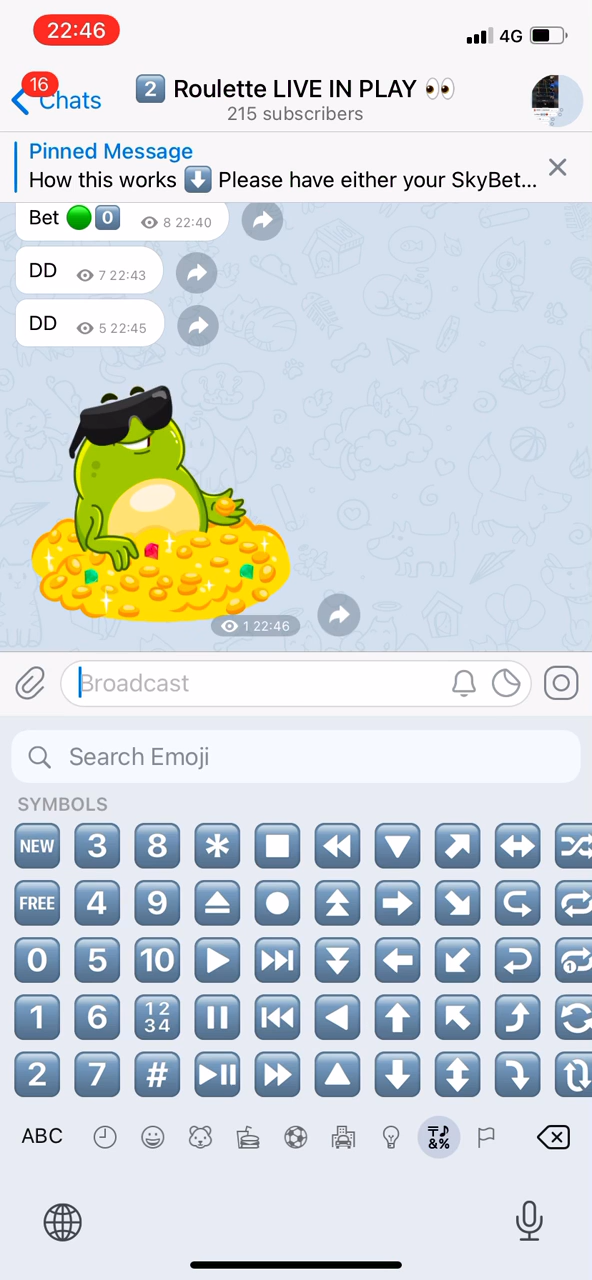 22:46
4G
16
Chats
2 Roulette LIVE IN PLAY 👀
215 subscribers
Pinned Message
How this works ⬇️ Please have either your SkyBet...
Bet 🟢 0 8 22:40
DD 7 22:43
DD 5 22:45
1 22:46
Broadcast
Search Emoji
SYMBOLS
NEW 3 8 *
FREE 4 9
0 5 10 1
1 6 1234
2 7 #
ABC &%